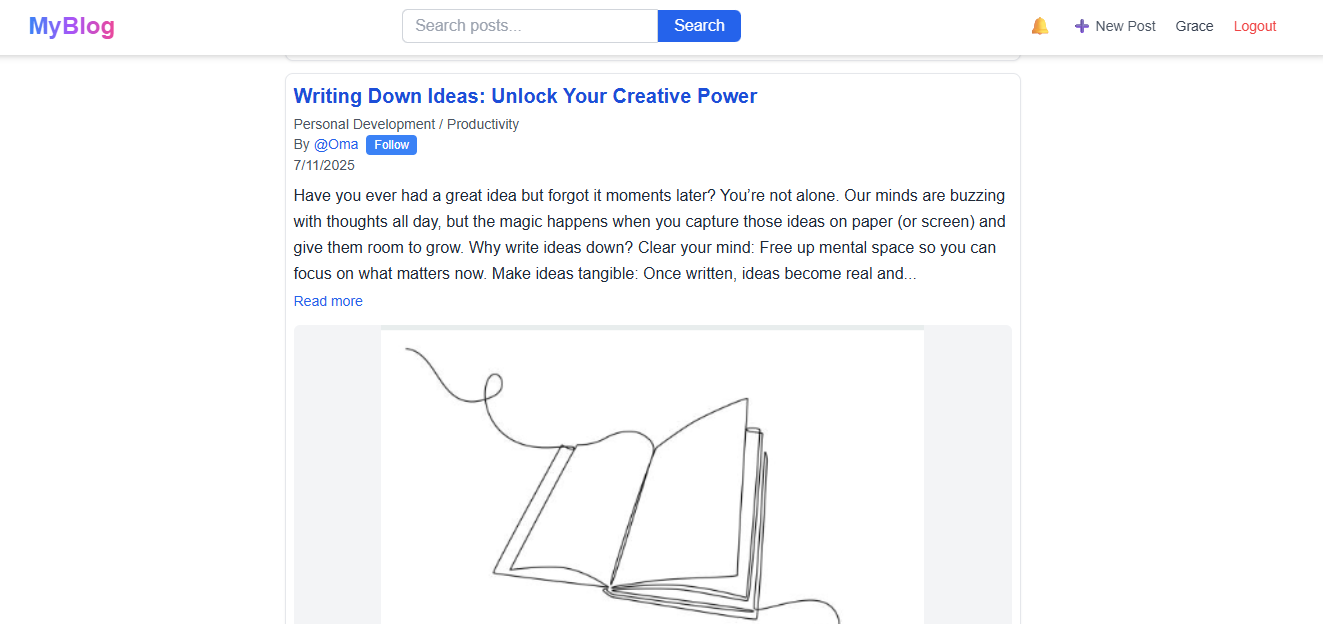 MyBlog
Search posts...
Search
New Post
Grace
Logout
Writing Down Ideas: Unlock Your Creative Power
Personal Development / Productivity
By @Oma Follow
7/11/2025
Have you ever had a great idea but forgot it moments later? You’re not alone. Our minds are buzzing
with thoughts all day, but the magic happens when you capture those ideas on paper (or screen) and
give them room to grow. Why write ideas down? Clear your mind: Free up mental space so you can
focus on what matters now. Make ideas tangible: Once written, ideas become real and...
Read more